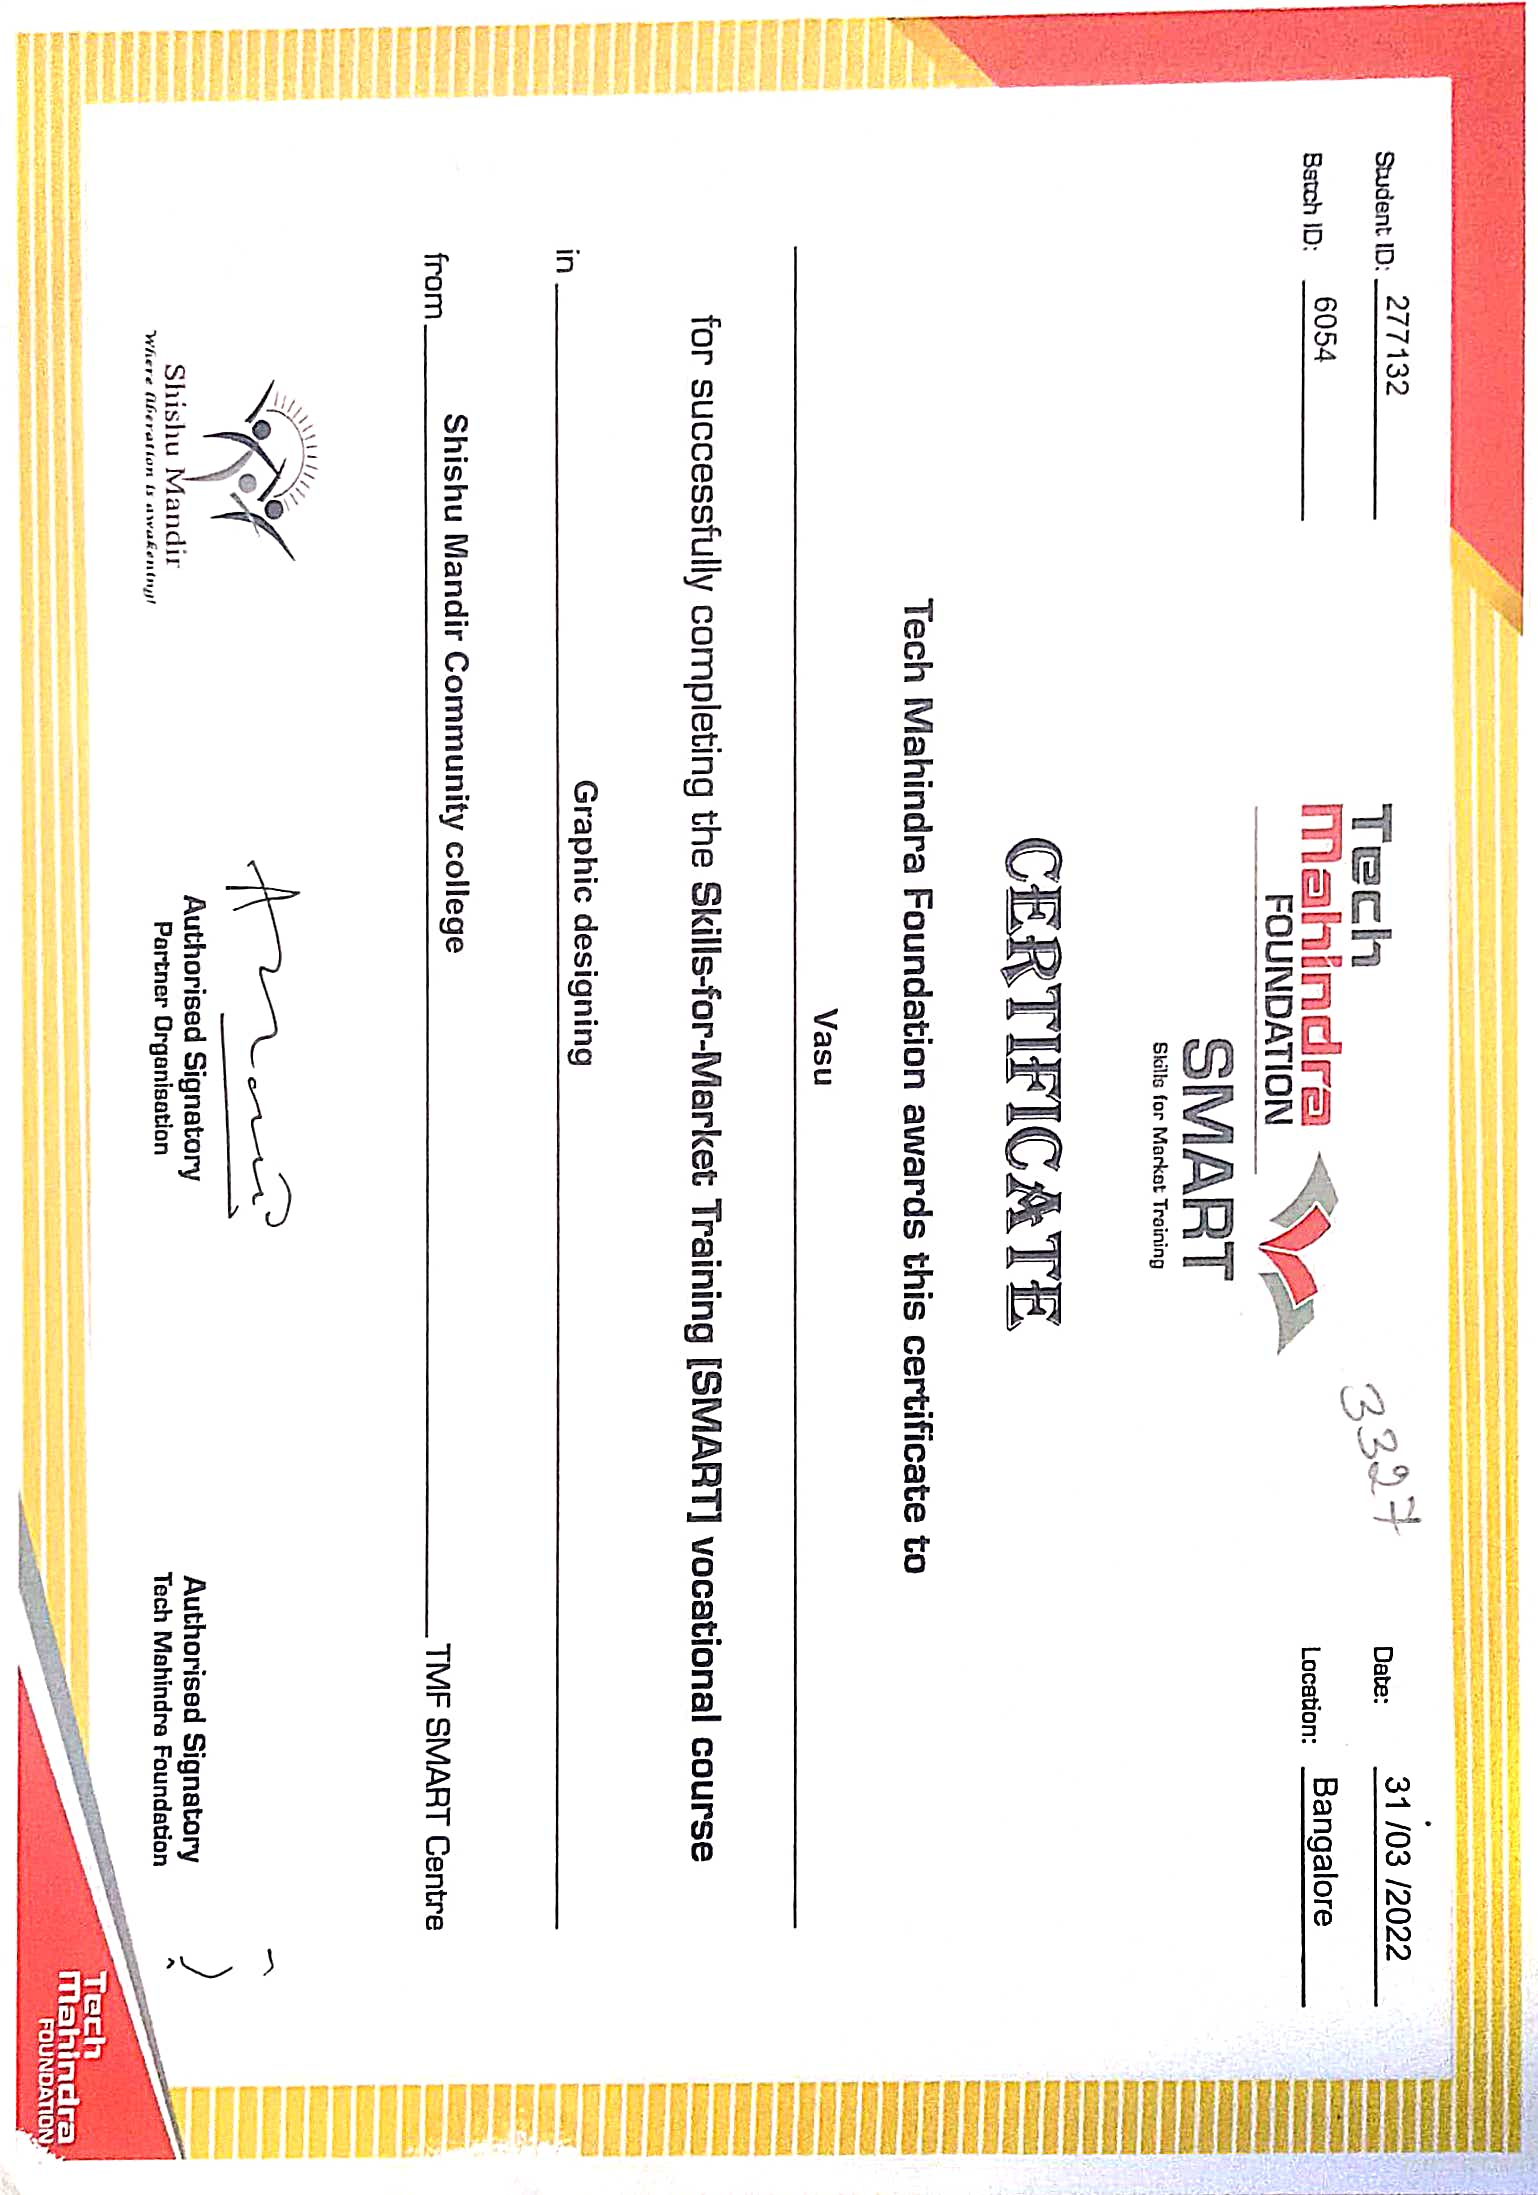 Student ID: 277132
Batch ID: 6054
3327
Date: 31 /03 /2022
Location: Bangalore
Tech
Mahindra
FOUNDATION
SMART
Skills for Market Training
CERTIFICATE
Tech Mahindra Foundation awards this certificate to
Vasu
for successfully completing the Skills-for-Market Training [SMART] vocational course
in Graphic designing
from Shishu Mandir Community college TMF SMART Centre
Shishu Mandir
Where liberation is awakening!
Authorised Signatory
Partner Organisation
Authorised Signatory
Tech Mahindra Foundation
Tech
Mahindra
FOUNDATION